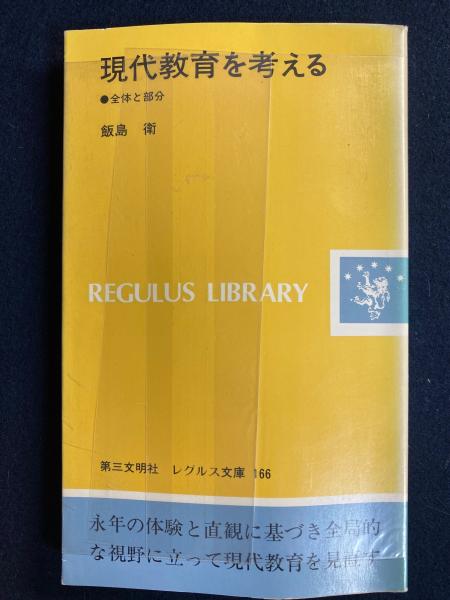 現代教育を考える
●全体と部分
飯島 衛
REGULUS LIBRARY
第三文明社 レグルス文庫 166
永年の体験と直観に基づき全局的
な視野に立って現代教育を見直す